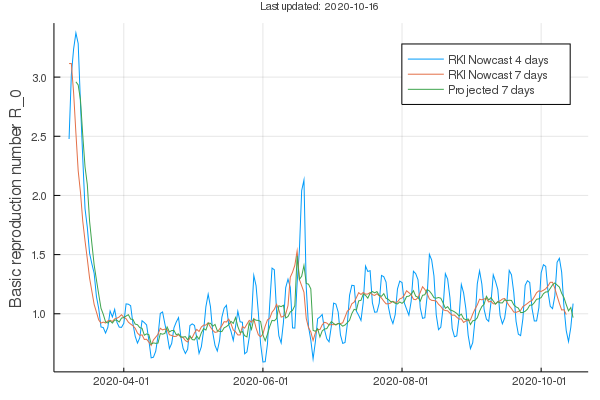 Last updated: 2020-10-16
RKI Nowcast 4 days
RKI Nowcast 7 days
Projected 7 days
Basic reproduction number R_0
3.0
2.5
2.0
1.5
1.0
2020-04-01
2020-06-01
2020-08-01
2020-10-01